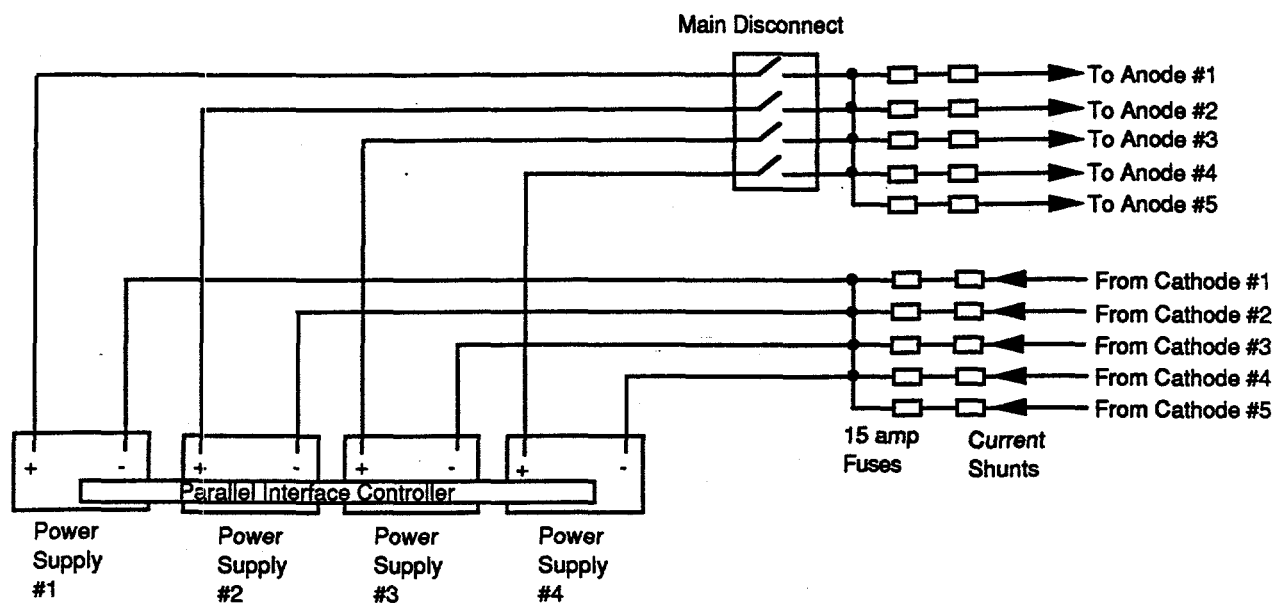 Main Disconnect
To Anode #1
To Anode #2
To Anode #3
To Anode #4
To Anode #5
From Cathode #1
From Cathode #2
From Cathode #3
From Cathode #4
From Cathode #5
15 amp
Fuses
Current
Shunts
+ - + - + - + -
Parallel Interface Controller
Power
Supply
#1
Power
Supply
#2
Power
Supply
#3
Power
Supply
#4